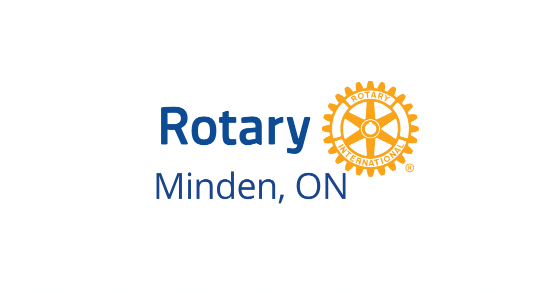 Rotary
ROTARY
INTERNATIONAL
®
Minden, ON